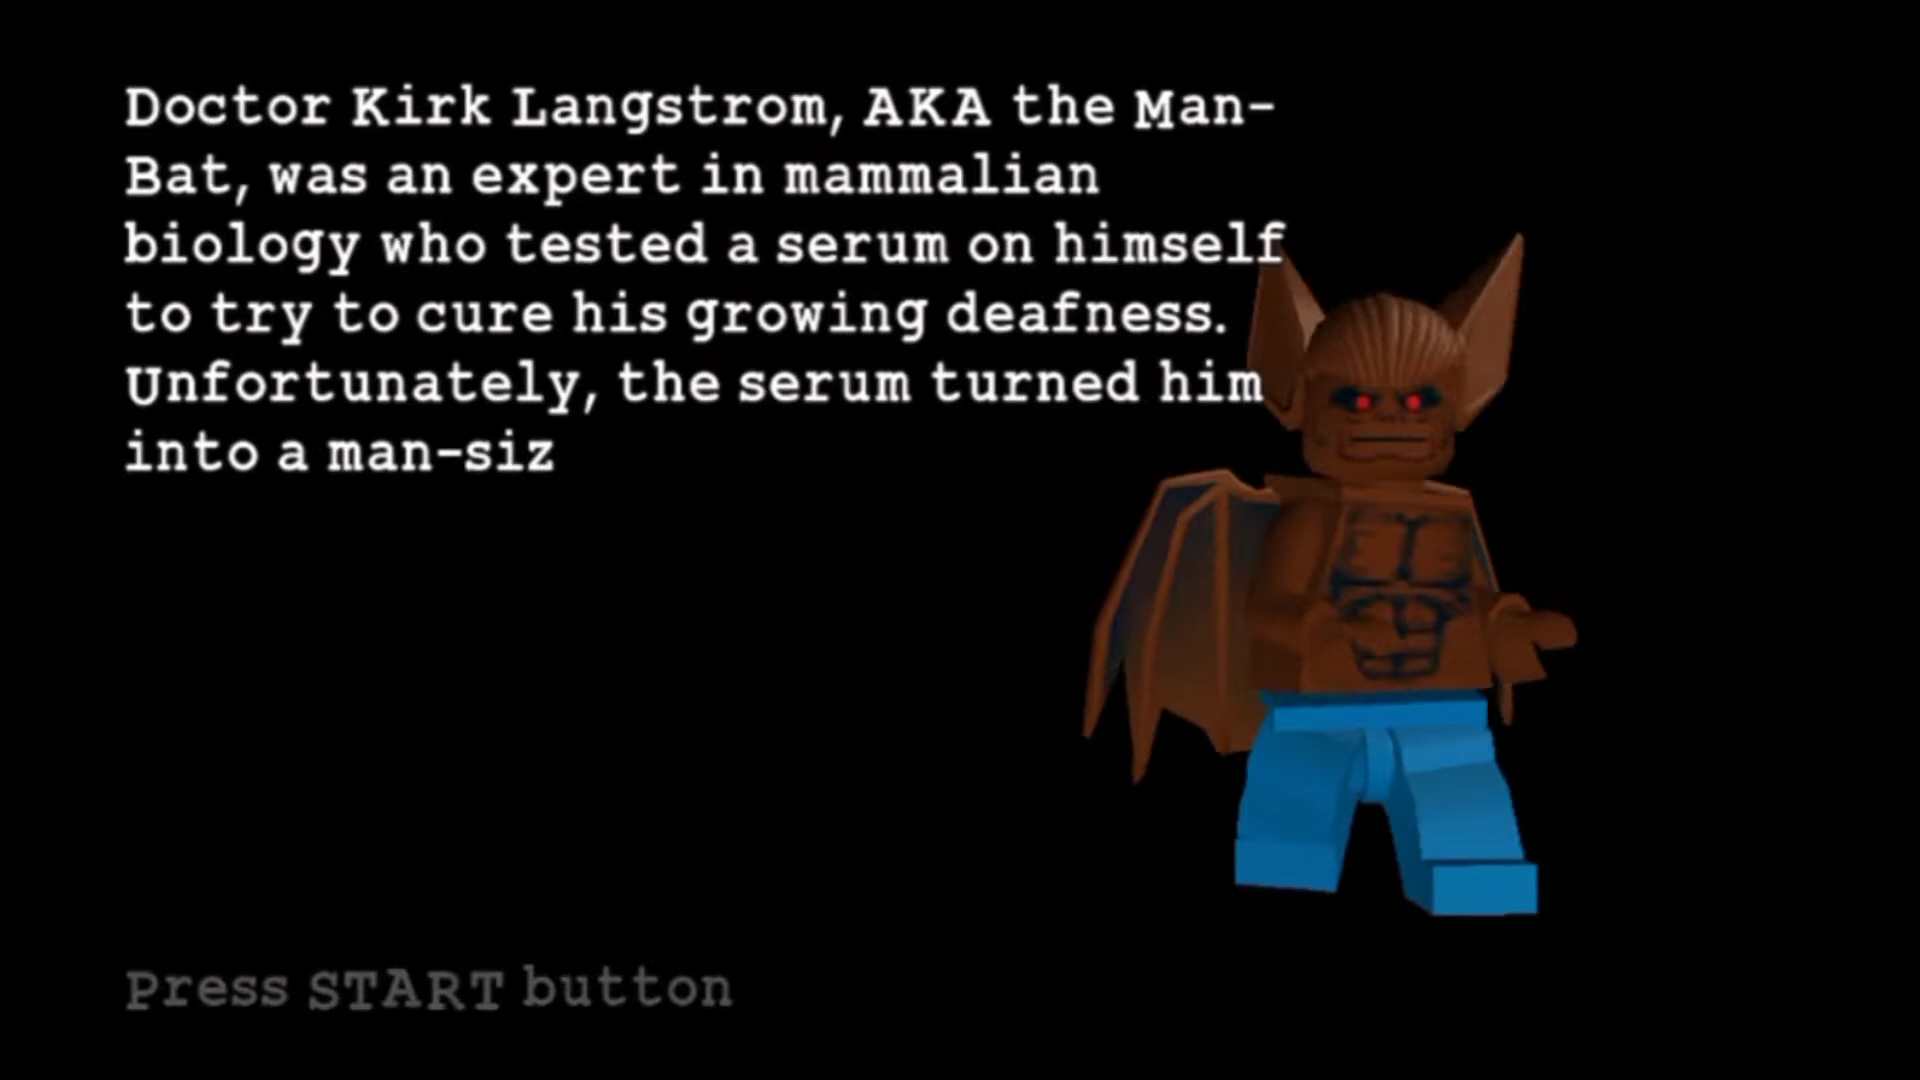 Doctor Kirk Langstrom, AKA the Man-
Bat, was an expert in mammalian
biology who tested a serum on himself
to try to cure his growing deafness.
Unfortunately, the serum turned him
into a man-siz
Press START button